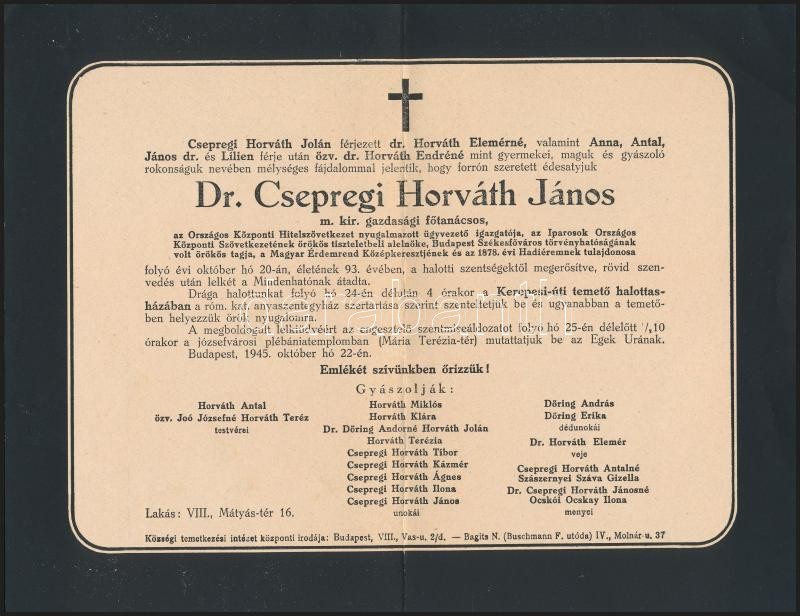 Csepregi Horváth Jolán férjezett dr. Horváth Elemérné, valamint Anna, Antal,
János dr. és Lilien férje után özv. dr. Horváth Endréné mint gyermekei, maguk és gyászoló
rokonságuk nevében mélységes fájdalommal jelentik, hogy forrón szeretett édesatyjuk
Dr. Csepregi Horváth János
m. kir. gazdasági főtanácsos,
az Országos Központi Hitelszövetkezet nyugalmazott ügyvezető igazgatója, az Iparosok Országos
Központi Szövetkezetének örökös tiszteletbeli alelnöke, Budapest Székesfőváros törvényhatóságának
volt örökös tagja, a Magyar Érdemrend Középkeresztjének és az 1878. évi Hadiéremnek tulajdonosa
folyó évi október hó 20-án, életének 93. évében, a halotti szentségektől megerősítve, rövid szen-
vedés után lelkét a Mindenhatónak átadta.
Drága halottunkat folyó hó 24-én délután 4 órakor a Kerepesi-úti temető halottas-
házában a róm. kat. anyaszentegyház szertartása szerint szenteltetjük be és ugyanabban a temető-
ben helyezzük örök nyugalomra.
A megboldogult lelkiüdvéért az engesztelő szentmiseáldozatot folyó hó 25-én délelőtt 1/410
órakor a józsefvárosi plébániatemplomban (Mária Terézia-tér) mutattatjuk be az Egek Urának.
Budapest, 1945. október hó 22-én.
Emlékét szívünkben őrizzük!
Gyászolják:
Horváth Antal
özv. Joó Józsefné Horváth Teréz
testvérei
Horváth Miklós
Horváth Klára
Dr. Döring Andorné Horváth Jolán
Horváth Terézia
Csepregi Horváth Tibor
Csepregi Horváth Kázmér
Csepregi Horváth Ágnes
Csepregi Horváth Ilona
Csepregi Horváth János
unokái
Döring András
Döring Erika
dédunokái
Dr. Horváth Elemér
veje
Csepregi Horváth Antalné
Szászernyei Száva Gizella
Dr. Csepregi Horváth Jánosné
Ocskói Ocskay Ilona
menyei
Lakás: VIII., Mátyás-tér 16.
Községi temetkezési intézet központi irodája: Budapest, VIII., Vas-u. 2/d. — Bagits N. (Buschmann F. utóda) IV., Molnár-u. 37
darabanth